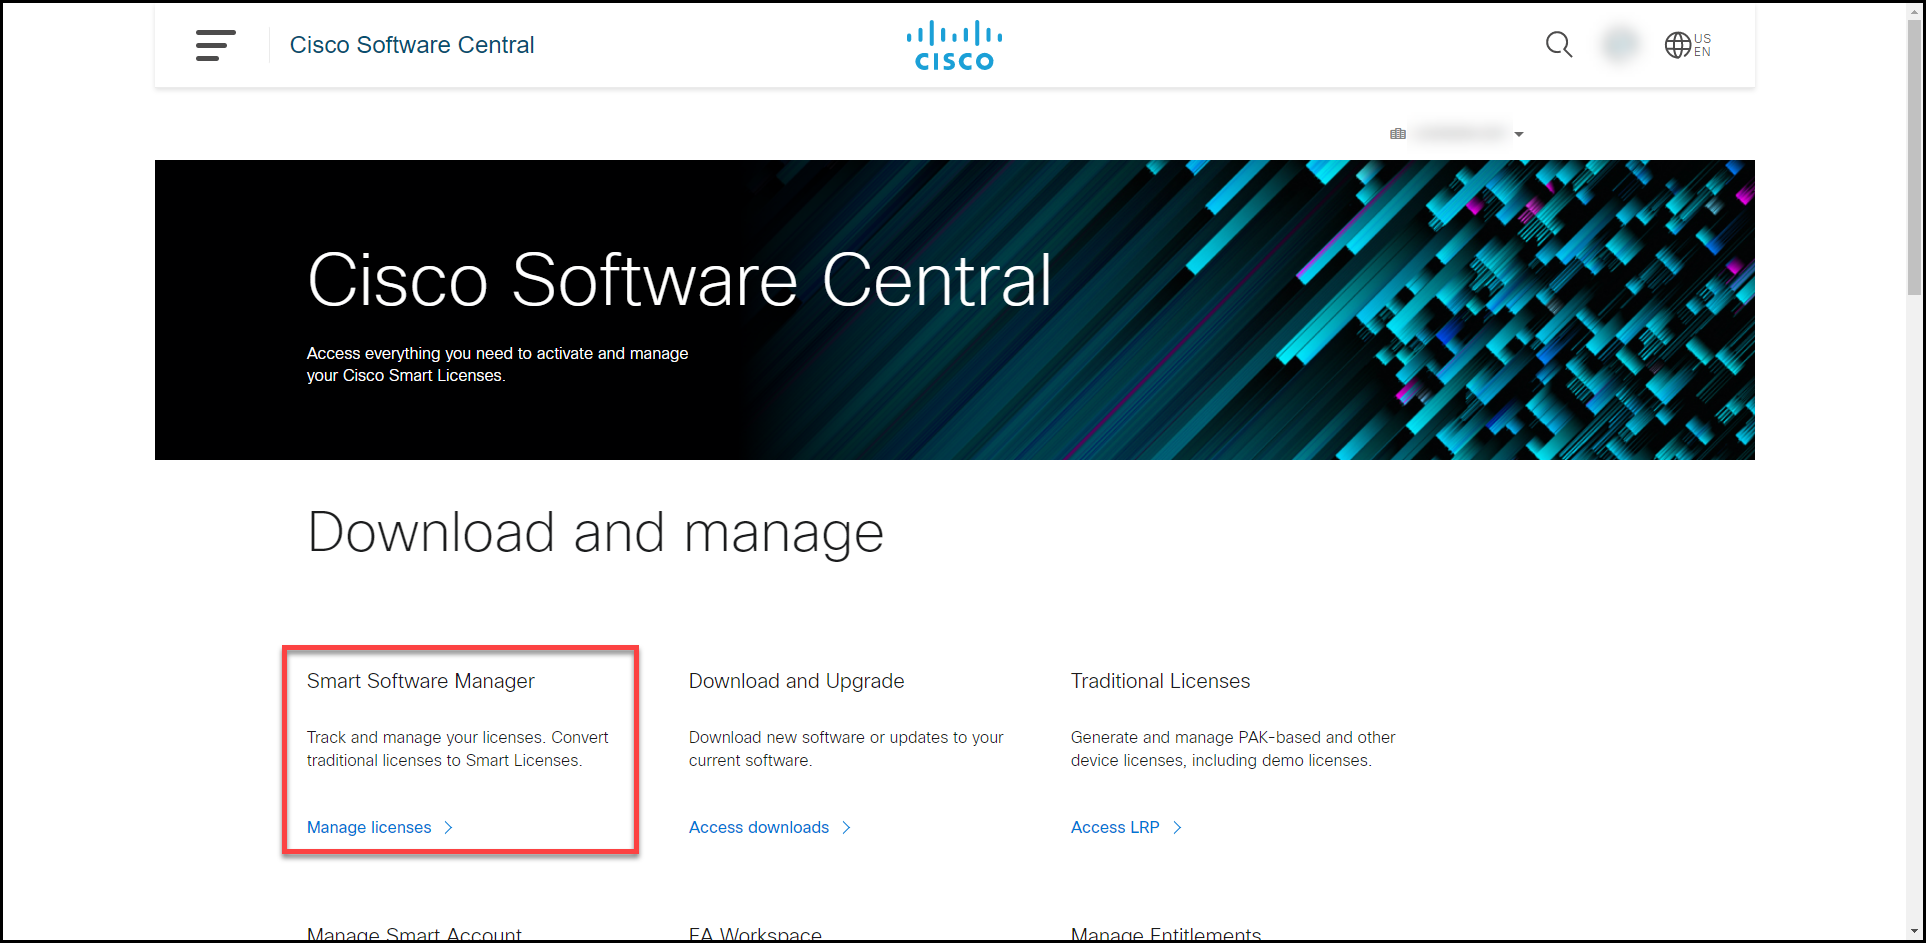 Cisco Software Central
CISCO
US
EN
Cisco Software Central
Access everything you need to activate and manage
your Cisco Smart Licenses.
Download and manage
Smart Software Manager
Track and manage your licenses. Convert
traditional licenses to Smart Licenses.
Manage licenses
Download and Upgrade
Download new software or updates to your
current software.
Access downloads
Traditional Licenses
Generate and manage PAK-based and other
device licenses, including demo licenses.
Access LRP
Manage Smart Account
EA Workspace
Manage Entitlements